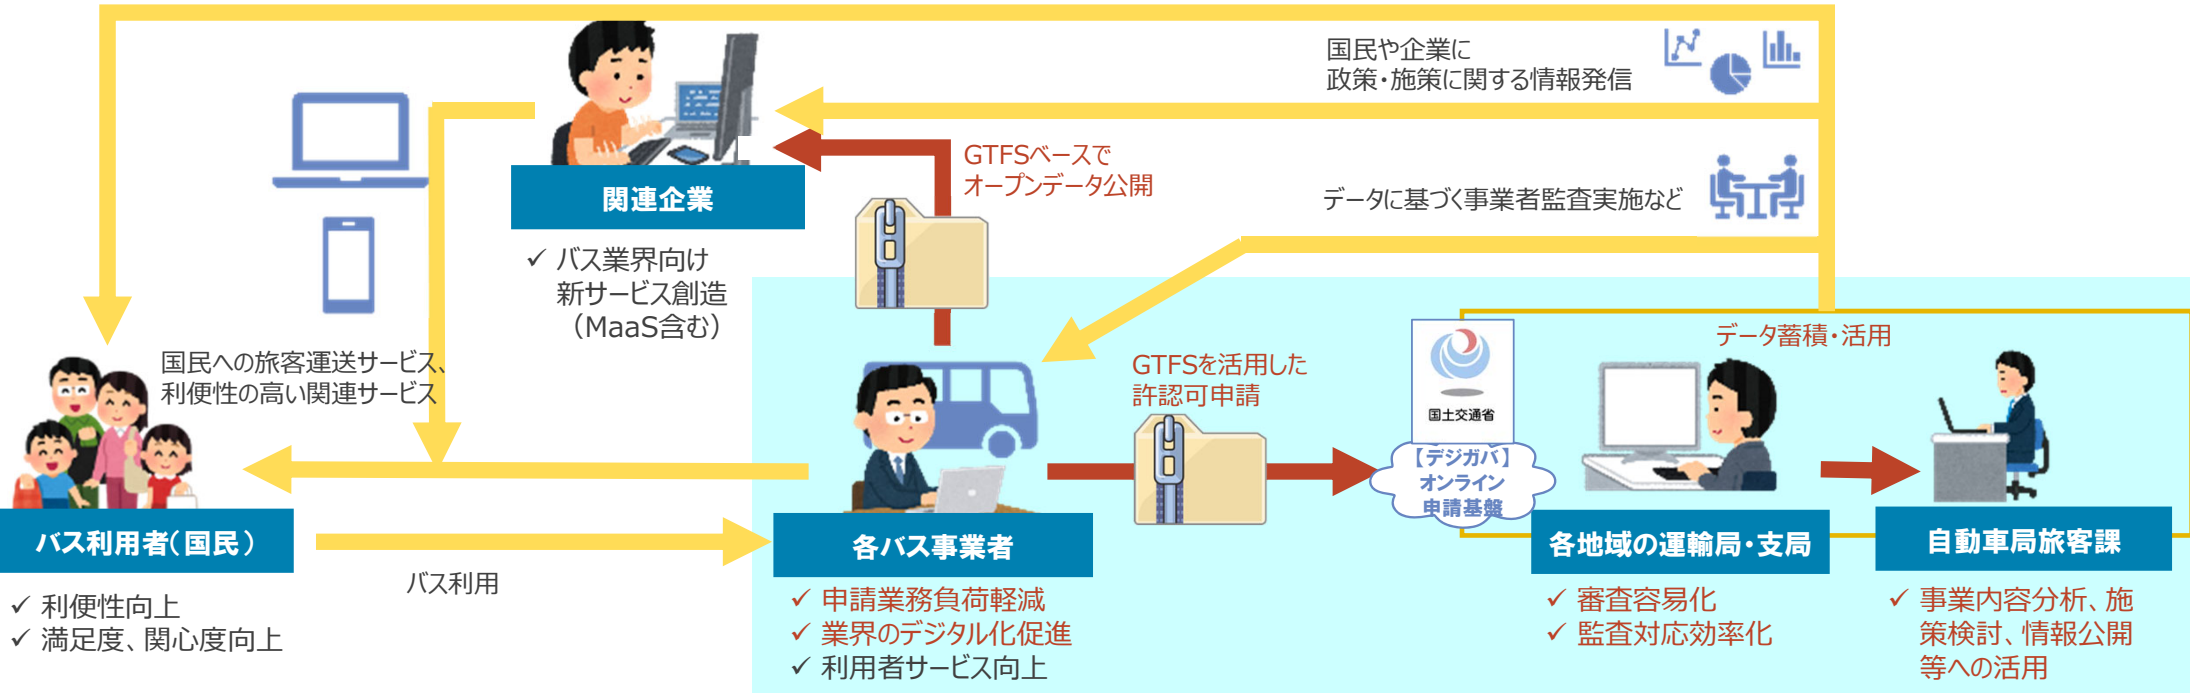 国民や企業に
政策・施策に関する情報発信
GTFSベースで
オープンデータ公開
データに基づく事業者監査実施など
関連企業
✓ バス業界向け
新サービス創造
（MaaS含む）
国民への旅客運送サービス、
利便性の高い関連サービス
GTFSを活用した
許認可申請
国土交通省
【デジガバ】
オンライン
申請基盤
データ蓄積・活用
バス利用者（国民）
✓ 利便性向上
✓ 満足度、関心度向上
バス利用
各バス事業者
✓ 申請業務負荷軽減
✓ 業界のデジタル化促進
✓ 利用者サービス向上
各地域の運輸局・支局
✓ 審査容易化
✓ 監査対応効率化
自動車局旅客課
✓ 事業内容分析、施
策検討、情報公開
等への活用